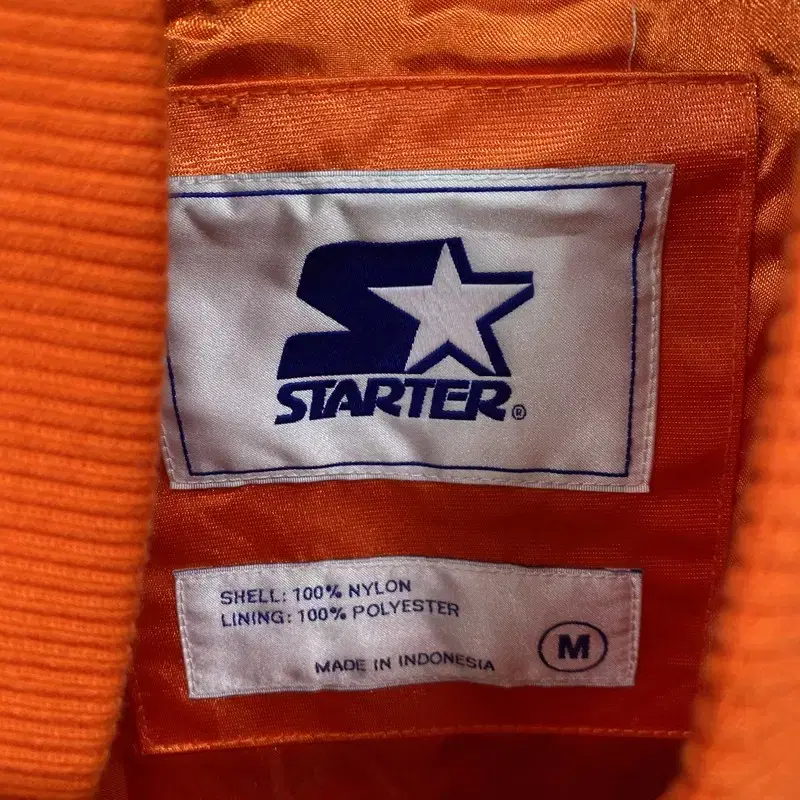 STARTER®
SHELL: 100% NYLON
LINING: 100% POLYESTER
MADE IN INDONESIA
M